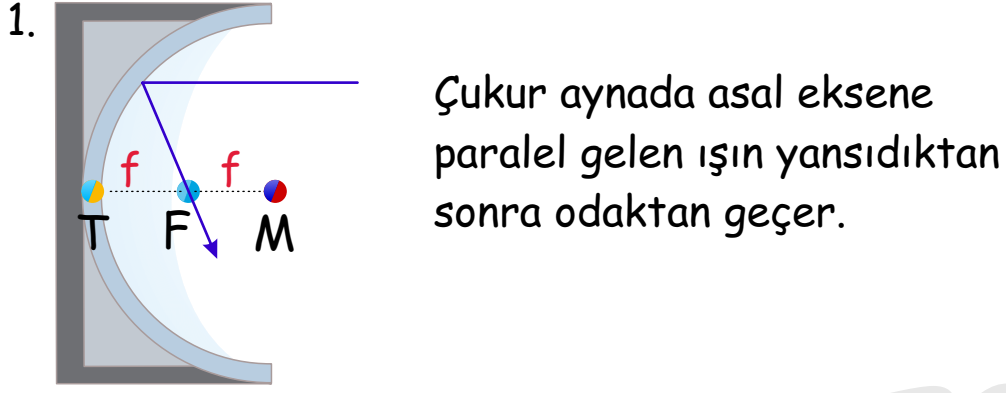 1.
Çukur aynada asal eksene
paralel gelen ışın yansıdıktan
sonra odaktan geçer.
f f
T F M